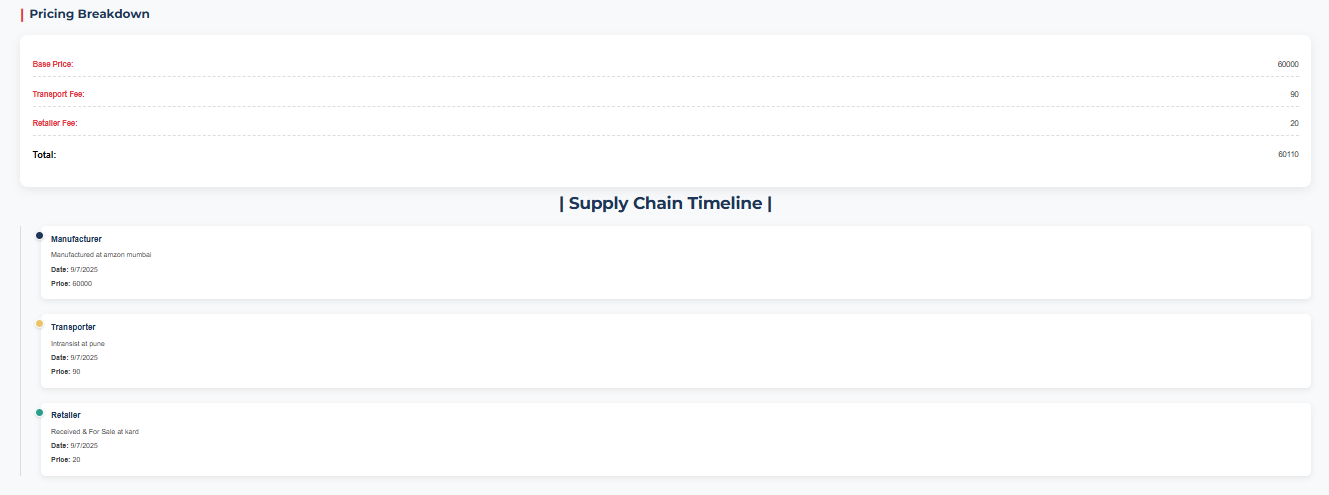 | Pricing Breakdown
Base Price: 60000
Transport Fee: 90
Retailer Fee: 20
Total: 60110
| Supply Chain Timeline |
Manufacturer
Manufactured at amzon mumbai
Date: 9/7/2025
Price: 60000
Transporter
Intransist at pune
Date: 9/7/2025
Price: 90
Retailer
Received & For Sale at kard
Date: 9/7/2025
Price: 20